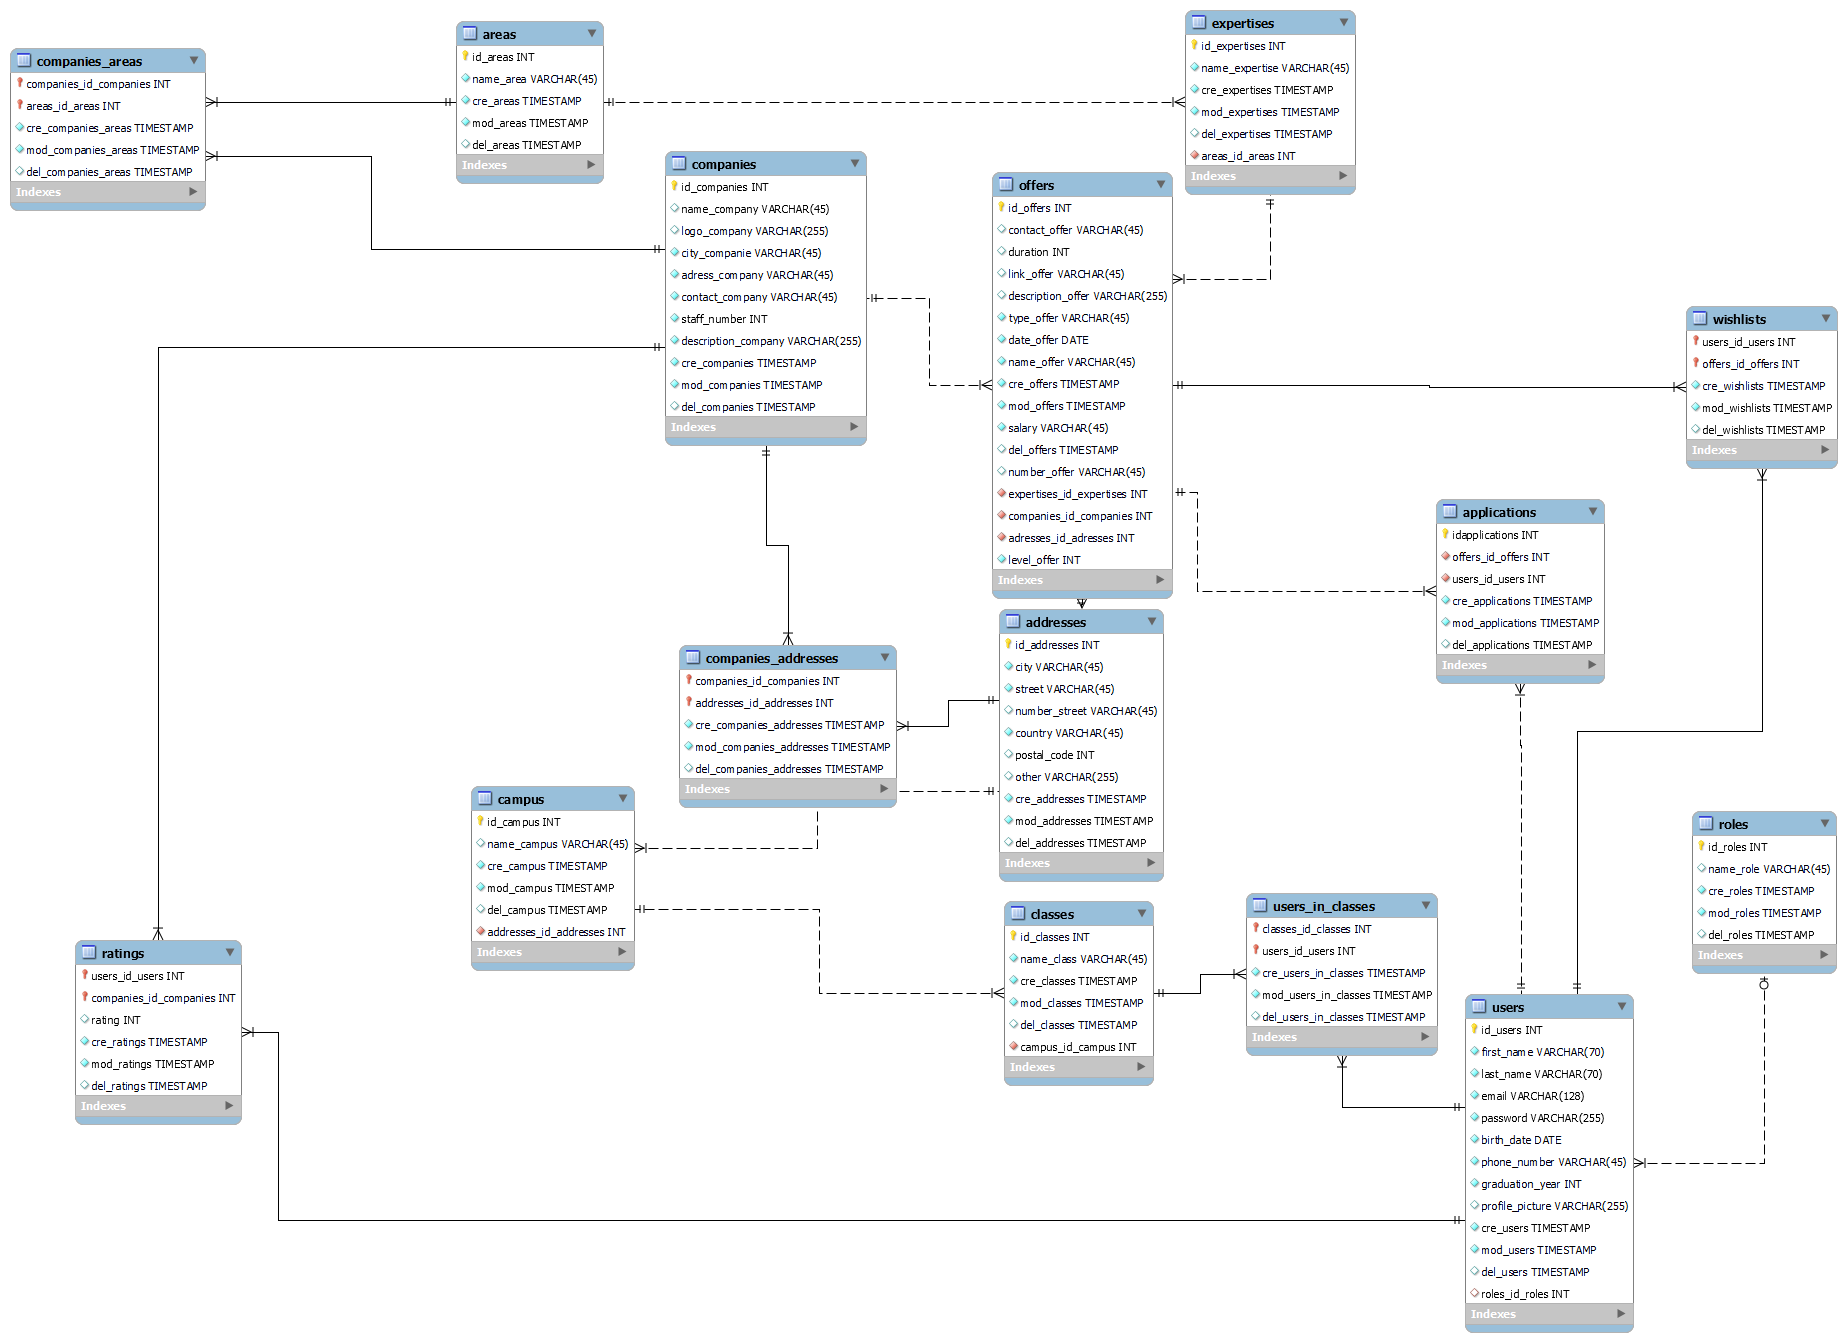 companies_areas
companies_id_companies INT
areas_id_areas INT
cre_companies_areas TIMESTAMP
mod_companies_areas TIMESTAMP
del_companies_areas TIMESTAMP
Indexes
areas
id_areas INT
name_area VARCHAR(45)
cre_areas TIMESTAMP
mod_areas TIMESTAMP
del_areas TIMESTAMP
Indexes
expertises
id_expertises INT
name_expertise VARCHAR(45)
cre_expertises TIMESTAMP
mod_expertises TIMESTAMP
del_expertises TIMESTAMP
areas_id_areas INT
Indexes
companies
id_companies INT
name_company VARCHAR(45)
logo_company VARCHAR(255)
city_companie VARCHAR(45)
adress_company VARCHAR(45)
contact_company VARCHAR(45)
staff_number INT
description_company VARCHAR(255)
cre_companies TIMESTAMP
mod_companies TIMESTAMP
del_companies TIMESTAMP
Indexes
offers
id_offers INT
contact_offer VARCHAR(45)
duration INT
link_offer VARCHAR(45)
description_offer VARCHAR(255)
type_offer VARCHAR(45)
date_offer DATE
name_offer VARCHAR(45)
cre_offers TIMESTAMP
mod_offers TIMESTAMP
salary VARCHAR(45)
del_offers TIMESTAMP
number_offer VARCHAR(45)
expertises_id_expertises INT
companies_id_companies INT
adresses_id_adresses INT
level_offer INT
Indexes
wishlists
users_id_users INT
offers_id_offers INT
cre_wishlists TIMESTAMP
mod_wishlists TIMESTAMP
del_wishlists TIMESTAMP
Indexes
applications
idapplications INT
offers_id_offers INT
users_id_users INT
cre_applications TIMESTAMP
mod_applications TIMESTAMP
del_applications TIMESTAMP
Indexes
companies_addresses
companies_id_companies INT
addresses_id_addresses INT
cre_companies_addresses TIMESTAMP
mod_companies_addresses TIMESTAMP
del_companies_addresses TIMESTAMP
Indexes
addresses
id_addresses INT
city VARCHAR(45)
street VARCHAR(45)
number_street VARCHAR(45)
country VARCHAR(45)
postal_code INT
other VARCHAR(255)
cre_addresses TIMESTAMP
mod_addresses TIMESTAMP
del_addresses TIMESTAMP
Indexes
campus
id_campus INT
name_campus VARCHAR(45)
cre_campus TIMESTAMP
mod_campus TIMESTAMP
del_campus TIMESTAMP
addresses_id_addresses INT
Indexes
roles
id_roles INT
name_role VARCHAR(45)
cre_roles TIMESTAMP
mod_roles TIMESTAMP
del_roles TIMESTAMP
Indexes
ratings
users_id_users INT
companies_id_companies INT
rating INT
cre_ratings TIMESTAMP
mod_ratings TIMESTAMP
del_ratings TIMESTAMP
Indexes
classes
id_classes INT
name_class VARCHAR(45)
cre_classes TIMESTAMP
mod_classes TIMESTAMP
del_classes TIMESTAMP
campus_id_campus INT
Indexes
users_in_classes
classes_id_classes INT
users_id_users INT
cre_users_in_classes TIMESTAMP
mod_users_in_classes TIMESTAMP
del_users_in_classes TIMESTAMP
Indexes
users
id_users INT
first_name VARCHAR(70)
last_name VARCHAR(70)
email VARCHAR(128)
password VARCHAR(255)
birth_date DATE
phone_number VARCHAR(45)
graduation_year INT
profile_picture VARCHAR(255)
cre_users TIMESTAMP
mod_users TIMESTAMP
del_users TIMESTAMP
roles_id_roles INT
Indexes